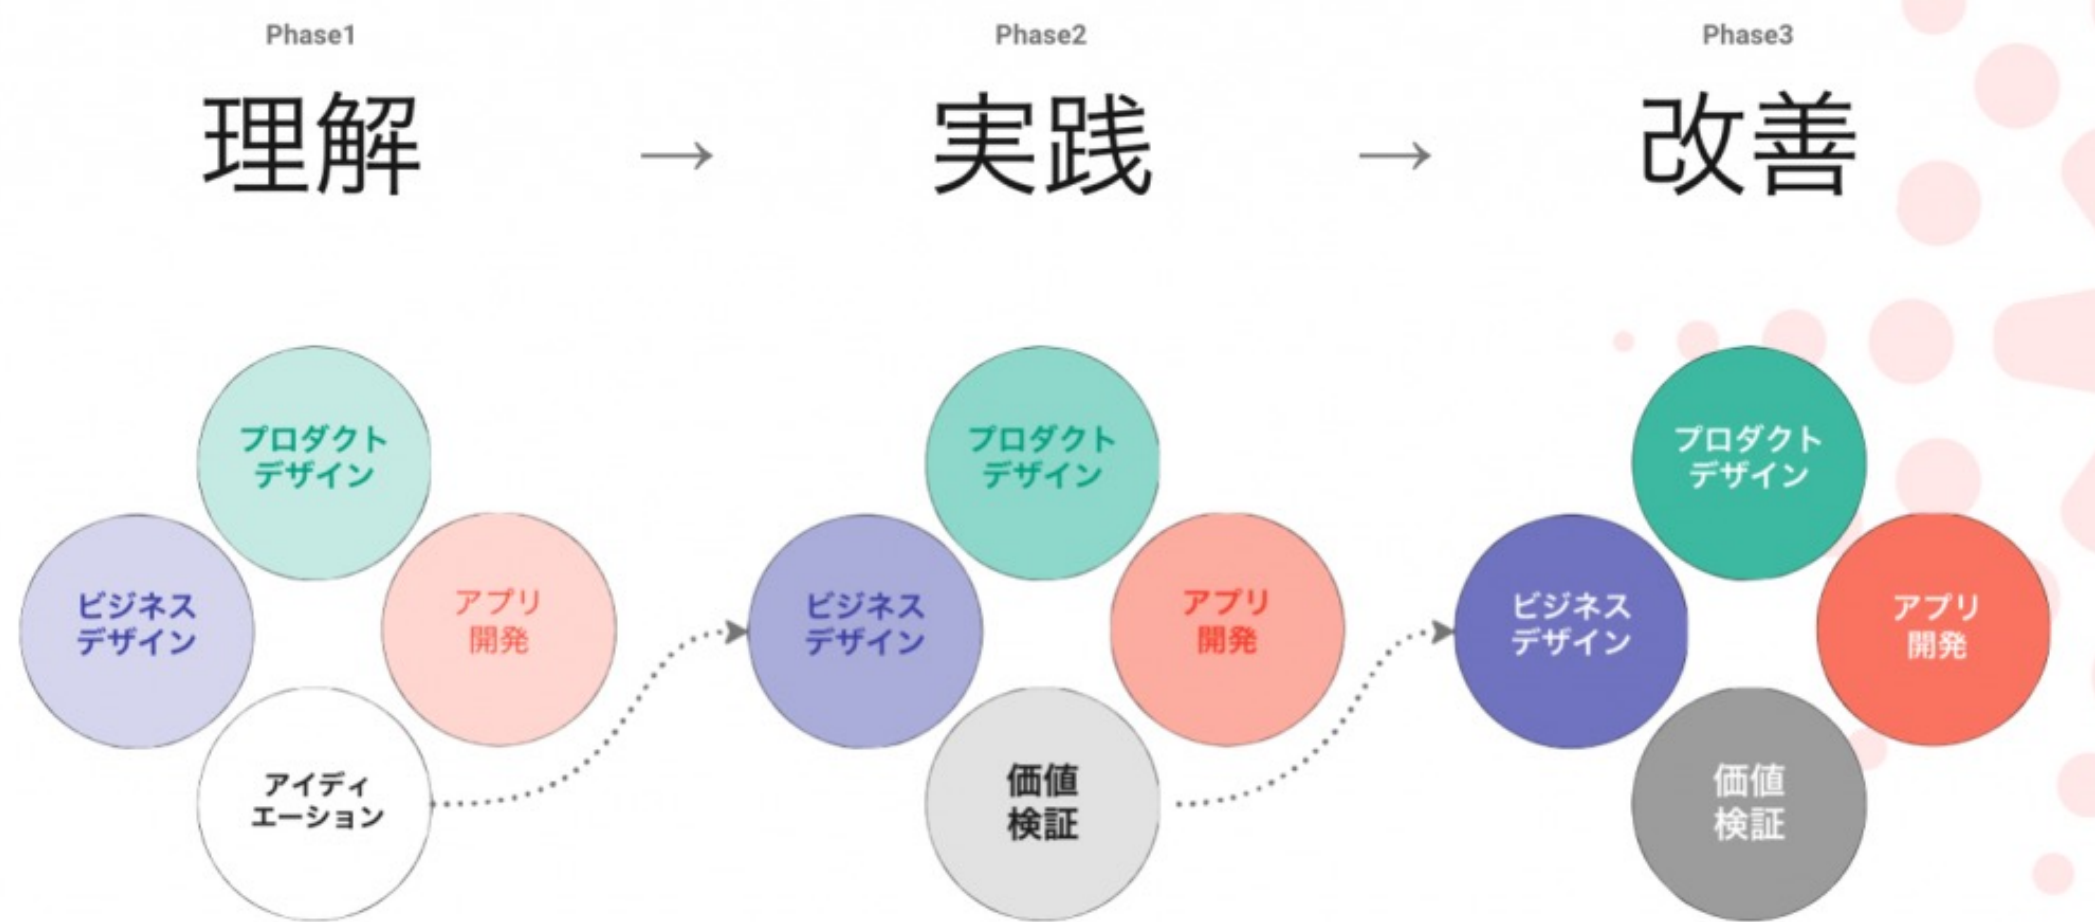 Phase1
理解
→
Phase2
実践
→
Phase3
改善
プロダクト
デザイン
ビジネス
デザイン
アプリ
開発
アイディ
エーション
プロダクト
デザイン
ビジネス
デザイン
アプリ
開発
価値
検証
プロダクト
デザイン
ビジネス
デザイン
アプリ
開発
価値
検証